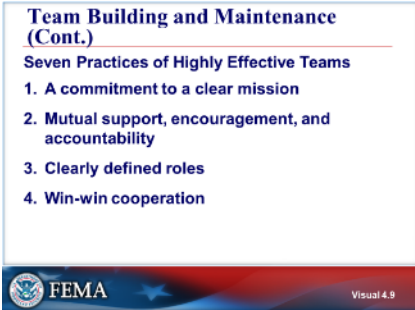 Team Building and Maintenance
(Cont.)
Seven Practices of Highly Effective Teams
1. A commitment to a clear mission
2. Mutual support, encouragement, and
accountability
3. Clearly defined roles
4. Win-win cooperation
FEMA
Visual 4.9